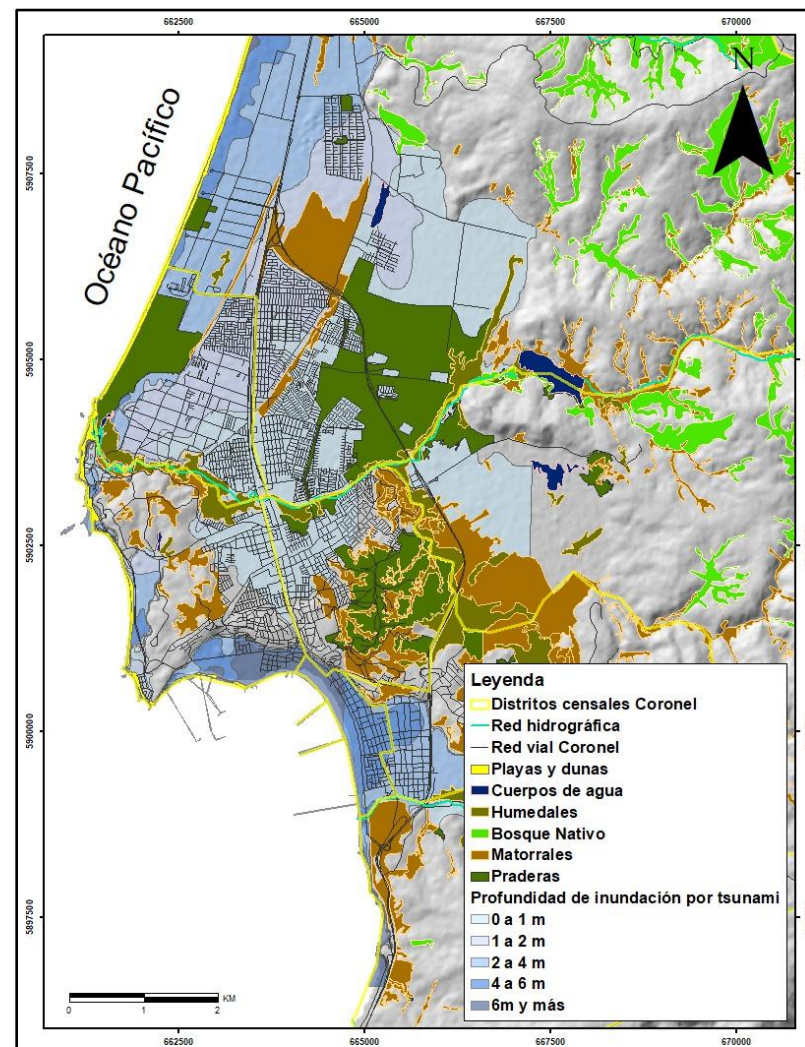 662500 665000 667500 670000
N
Océano Pacífico
5907500
5905000
5902500
5900000
5897500
Leyenda
Distritos censales Coronel
Red hidrográfica
Red vial Coronel
Playas y dunas
Cuerpos de agua
Humedales
Bosque Nativo
Matorrales
Praderas
Profundidad de inundación por tsunami
0 a 1 m
1 a 2 m
2 a 4 m
4 a 6 m
6m y más
KM
0 1 2
662500 665000 667500 670000